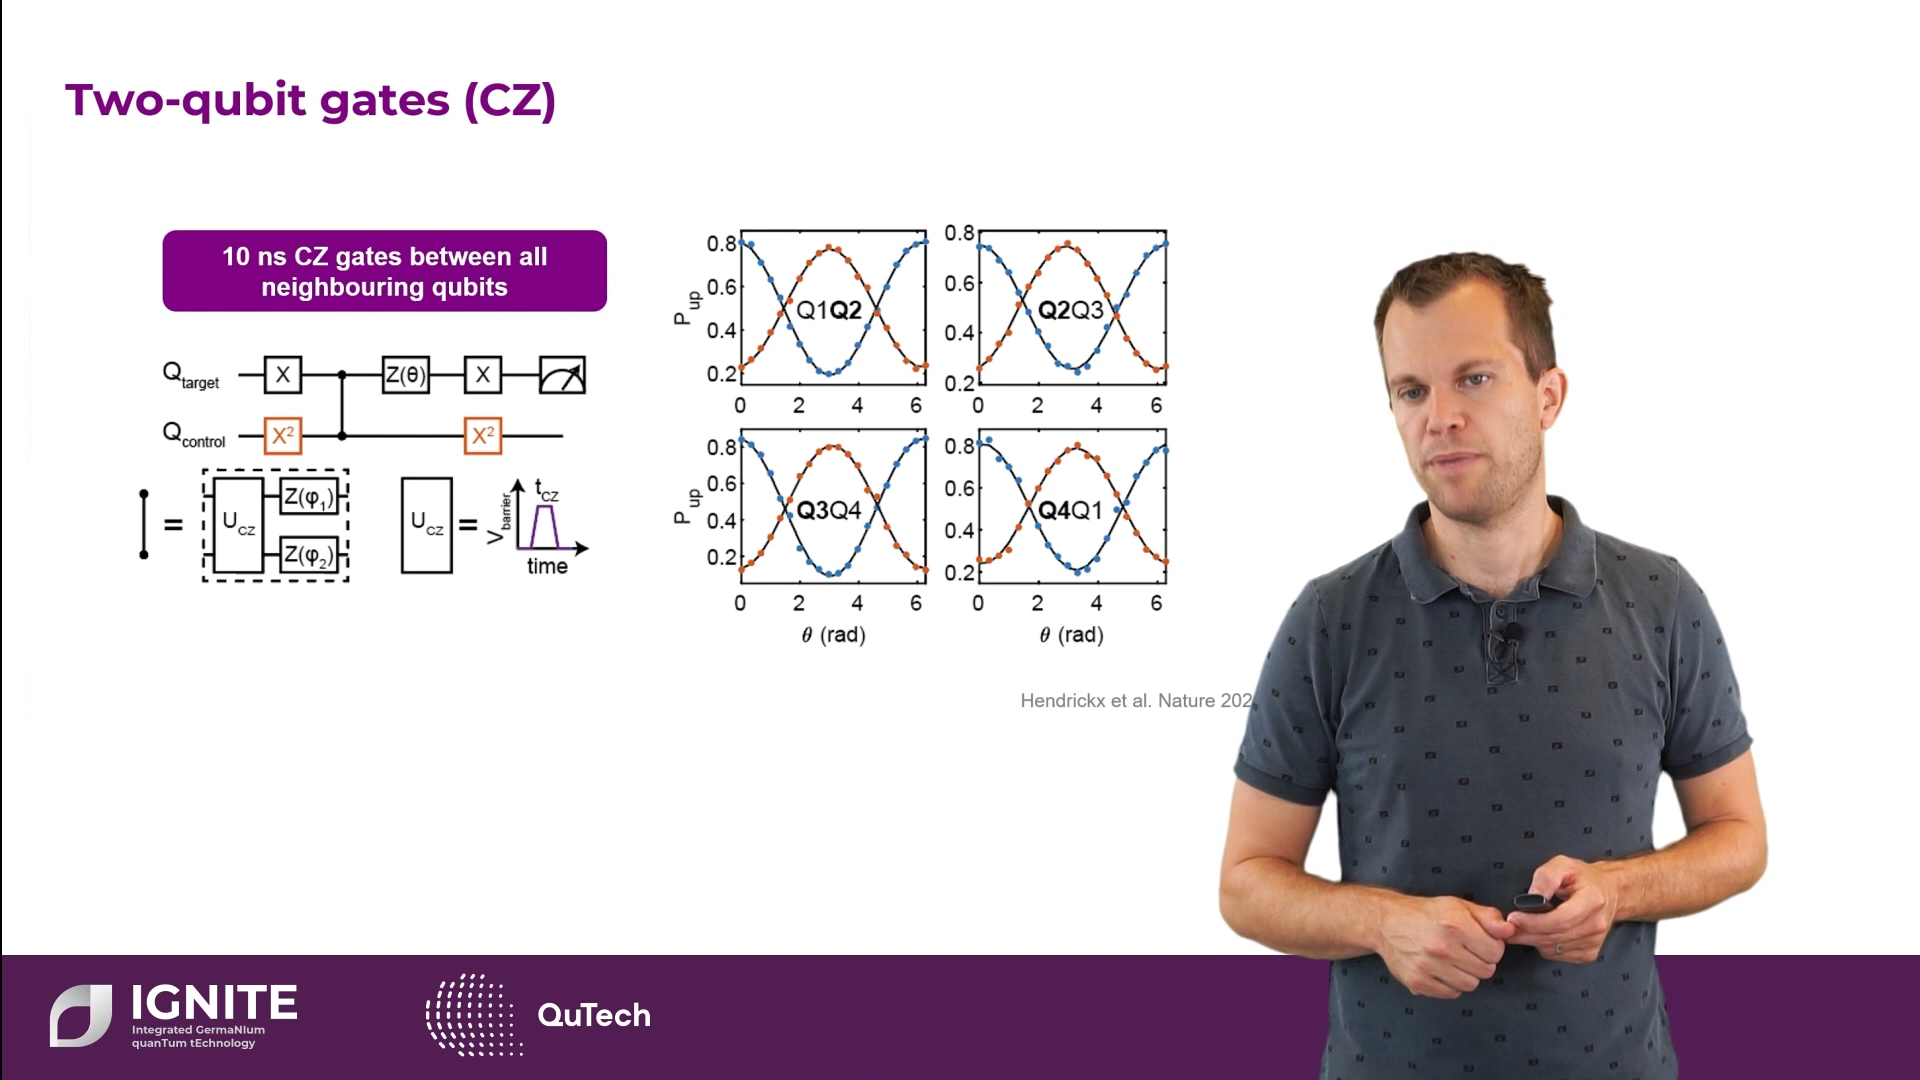 Two-qubit gates (CZ)
10 ns CZ gates between all
neighbouring qubits
Qtarget X Z(θ) X
Qcontrol X² X²
= UCZ Z(φ1) Z(φ2)
UCZ = Vbarrier tCZ time
Pup 0.8 0.6 0.4 0.2 Q1Q2 0 2 4 6
0.8 0.6 0.4 0.2 Q2Q3 0 2 4 6
Pup 0.8 0.6 0.4 0.2 Q3Q4 0 2 4 6
θ (rad)
0.8 0.6 0.4 0.2 Q4Q1 0 2 4 6
θ (rad)
Hendrickx et al. Nature 202
IGNITE
Integrated GermaNIum
quanTum tEchnology
QuTech